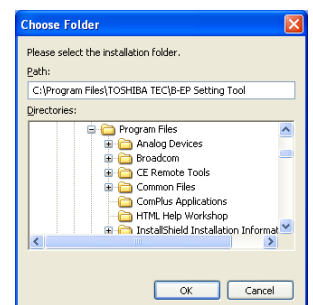 Choose Folder
Please select the installation folder.
Path:
C:\Program Files\TOSHIBA TEC\B-EP Setting Tool
Directories:
Program Files
Analog Devices
Broadcom
CE Remote Tools
Common Files
ComPlus Applications
HTML Help Workshop
InstallShield Installation Informat
OK
Cancel